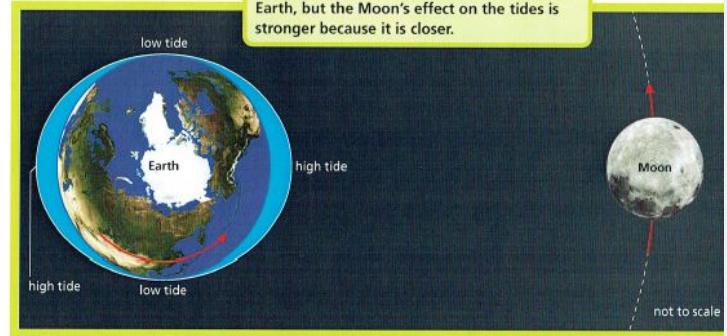 Earth, but the Moon's effect on the tides is
stronger because it is closer.
low tide
Earth
high tide
Moon
high tide
low tide
not to scale